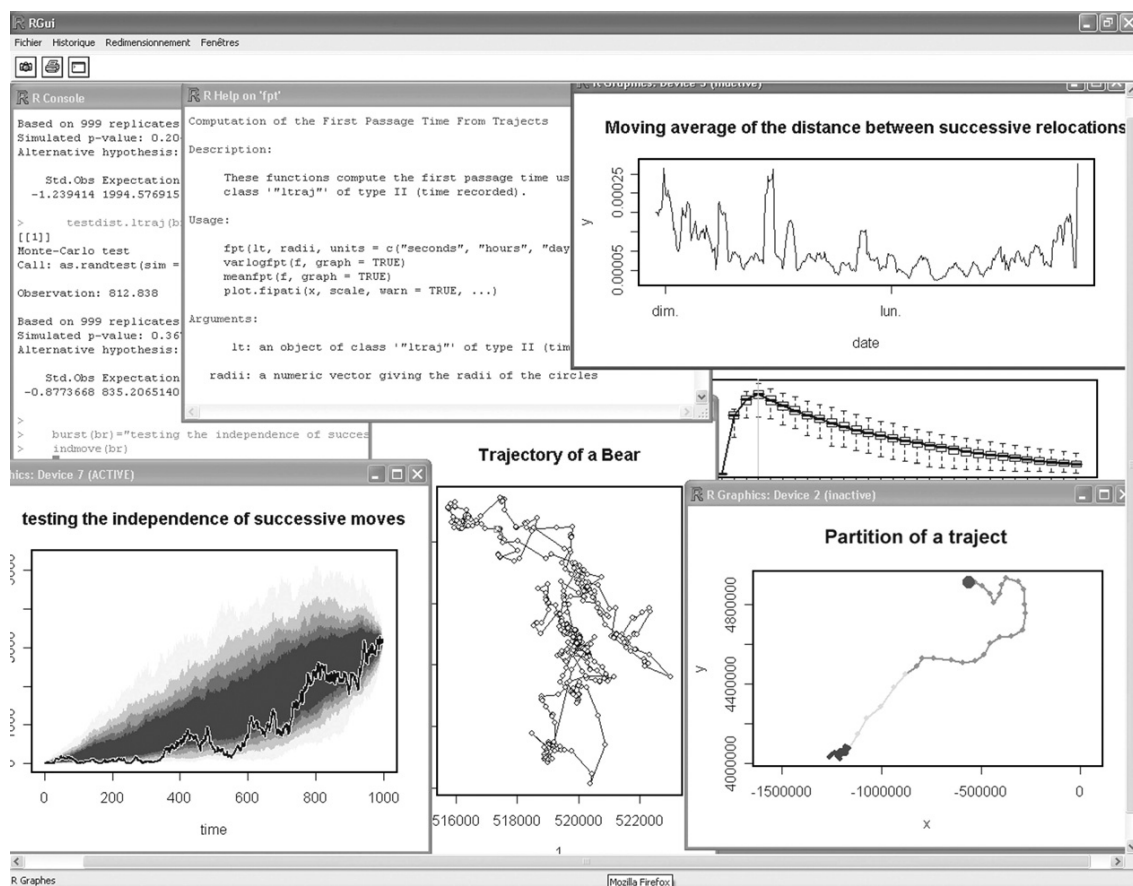 RGui
Fichier Historique Redimensionnement Fenêtres
R Console
Based on 999 replicates
Simulated p-value: 0.20
Alternative hypothesis:
Std.Obs Expectation
-1.239414 1994.576915
> testdist.ltraj(b
[[1]]
Monte-Carlo test
Call: as.randtest(sim =
Observation: 812.838
Based on 999 replicates
Simulated p-value: 0.36
Alternative hypothesis:
Std.Obs Expectation
-0.8773668 835.2065140
>
> burst(br)="testing the independence of succes
> indmove(br)
R Help on 'fpt'
Computation of the First Passage Time From Trajects
Description:
These functions compute the first passage time us
class '"ltraj"' of type II (time recorded).
Usage:
fpt(lt, radii, units = c("seconds", "hours", "day
varlogfpt(f, graph = TRUE)
meanfpt(f, graph = TRUE)
plot.fipati(x, scale, warn = TRUE, ...)
Arguments:
lt: an object of class '"ltraj"' of type II (tim
radii: a numeric vector giving the radii of the circles
R Graphics: Device 5 (inactive)
Moving average of the distance between successive relocations
y
0.00025
0.00005
dim. lun.
date
Trajectory of a Bear
516000 518000 520000 522000
phics: Device 7 (ACTIVE)
testing the independence of successive moves
1000
0
0 200 400 600 800 1000
time
R Graphics: Device 2 (inactive)
Partition of a traject
y
4800000
4400000
4000000
-1500000 -1000000 -500000 0
x
R Graphes
Mozilla Firefox